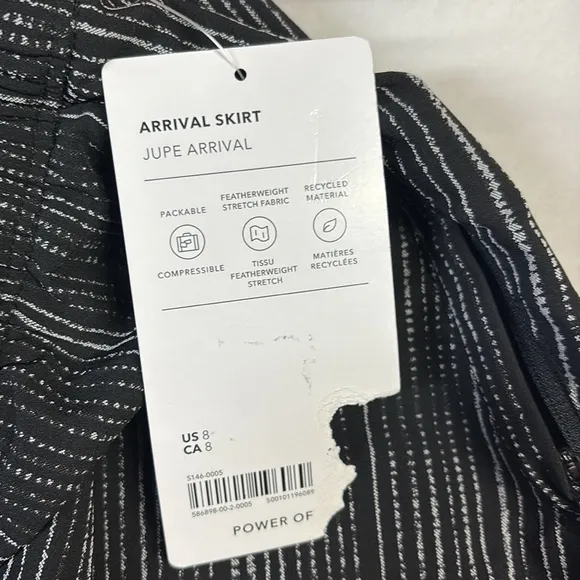 ARRIVAL SKIRT
JUPE ARRIVAL
PACKABLE
COMPRESSIBLE
FEATHERWEIGHT
STRETCH FABRIC
TISSU
FEATHERWEIGHT
STRETCH
RECYCLED
MATERIAL
MATIÈRES
RECYCLÉES
US 8
CA 8
S146-0005
586898-00-2-0005 500101196089
POWER OF